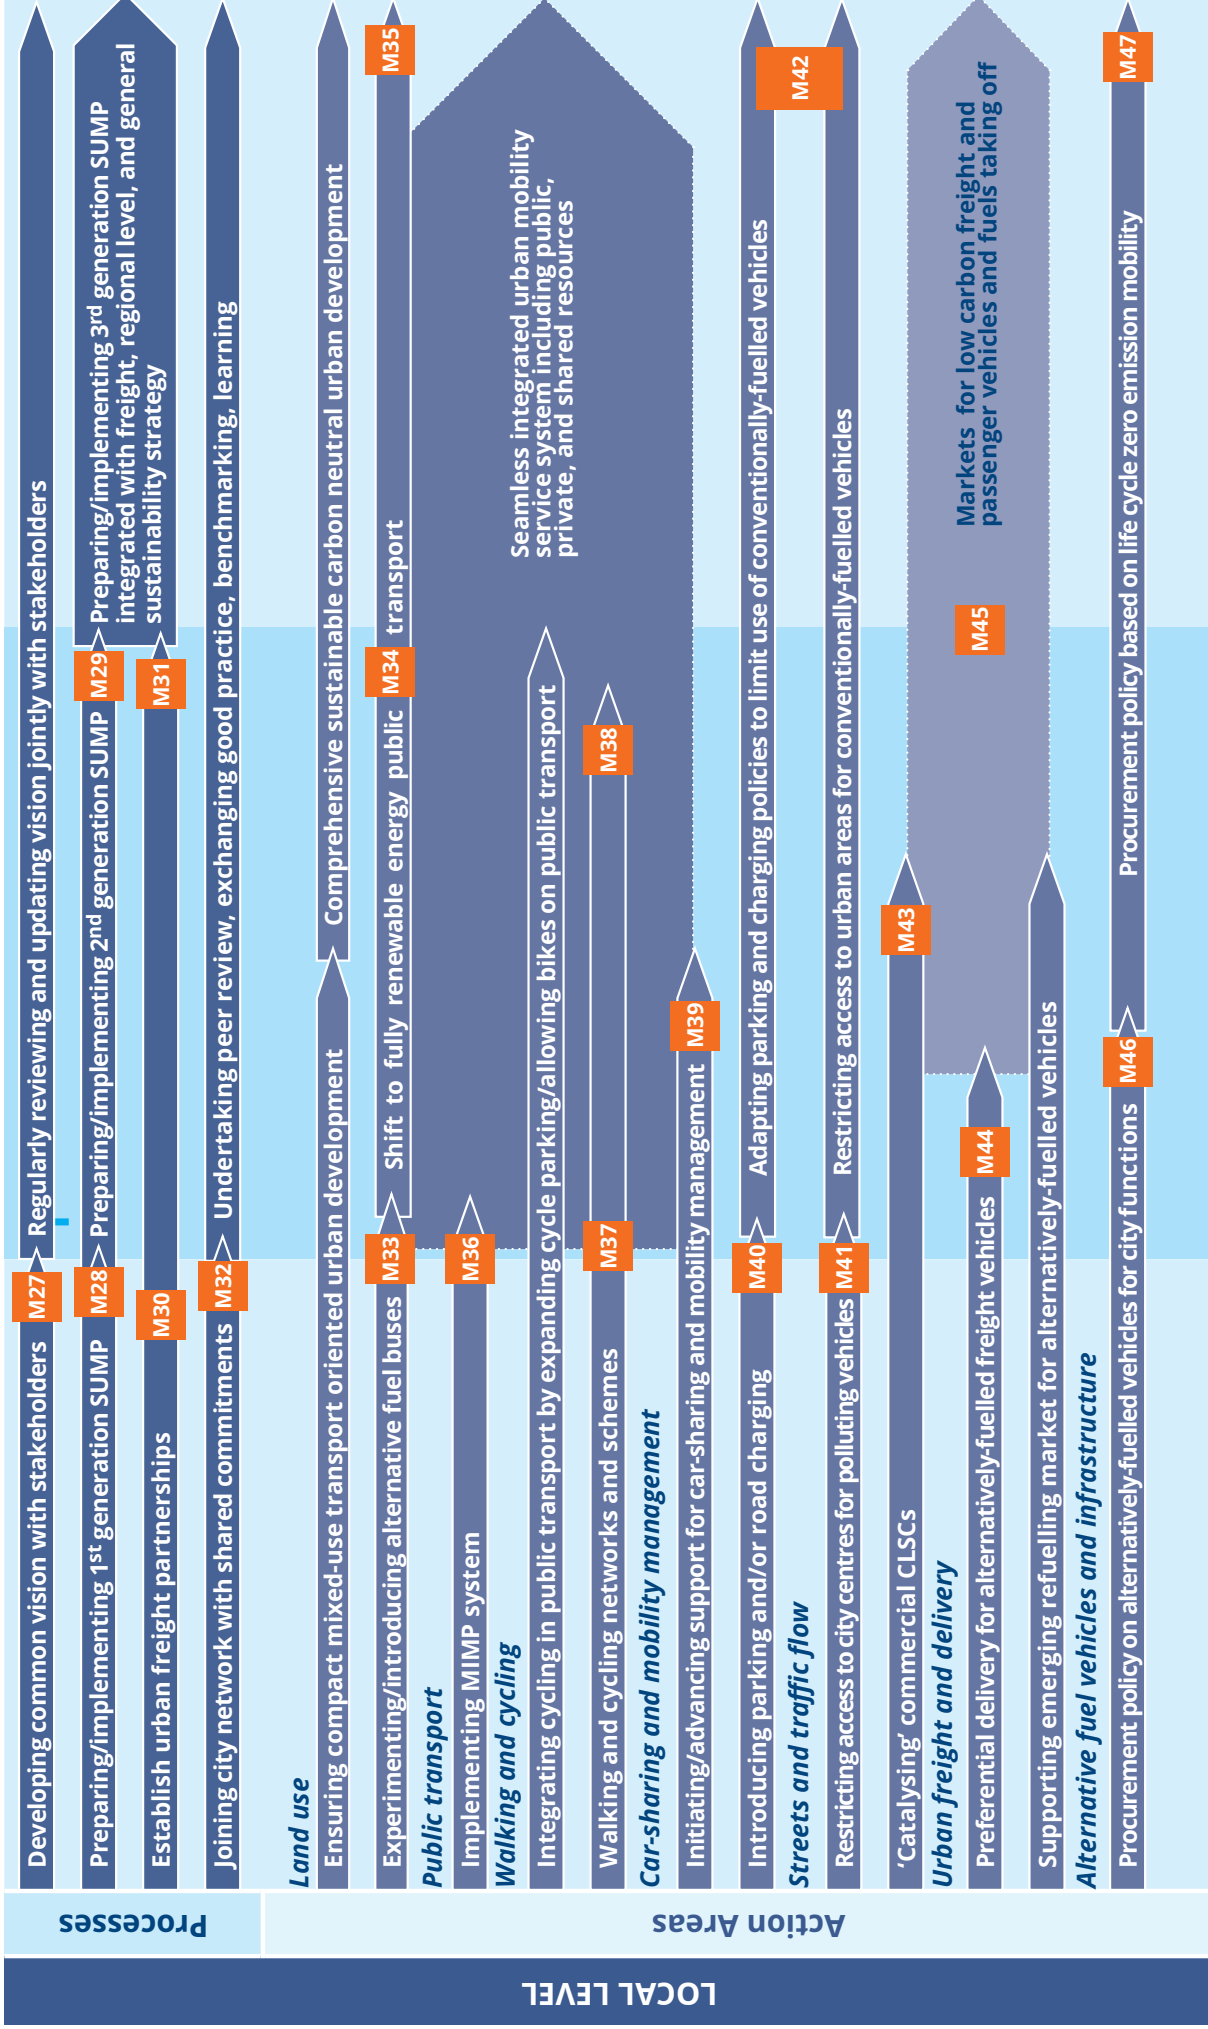 LOCAL LEVEL
Processes
Developing common vision with stakeholders
M27
Regularly reviewing and updating vision jointly with stakeholders
Preparing/implementing 1st generation SUMP
M28
Preparing/implementing 2nd generation SUMP
M29
Preparing/implementing 3rd generation SUMP
integrated with freight, regional level, and general
sustainability strategy
Establish urban freight partnerships
M30
M31
Joining city network with shared commitments
M32
Undertaking peer review, exchanging good practice, benchmarking, learning
Action Areas
Land use
Ensuring compact mixed-use transport oriented urban development
Comprehensive sustainable carbon neutral urban development
Experimenting/introducing alternative fuel buses
M33
Shift to fully renewable energy public
M34
transport
M35
Public transport
Implementing MIMP system
M36
Seamless integrated urban mobility
service system including public,
private, and shared resources
Walking and cycling
Integrating cycling in public transport by expanding cycle parking/allowing bikes on public transport
Walking and cycling networks and schemes
M37
M38
Car-sharing and mobility management
Initiating/advancing support for car-sharing and mobility management
M39
Introducing parking and/or road charging
M40
Adapting parking and charging policies to limit use of conventionally-fuelled vehicles
M42
Streets and traffic flow
Restricting access to city centres for polluting vehicles
M41
Restricting access to urban areas for conventionally-fuelled vehicles
‘Catalysing’ commercial CLSCs
M43
Urban freight and delivery
Preferential delivery for alternatively-fuelled freight vehicles
M44
M45
Markets for low carbon freight and
passenger vehicles and fuels taking off
Supporting emerging refuelling market for alternatively-fuelled vehicles
Alternative fuel vehicles and infrastructure
Procurement policy on alternatively-fuelled vehicles for city functions
M46
Procurement policy based on life cycle zero emission mobility
M47